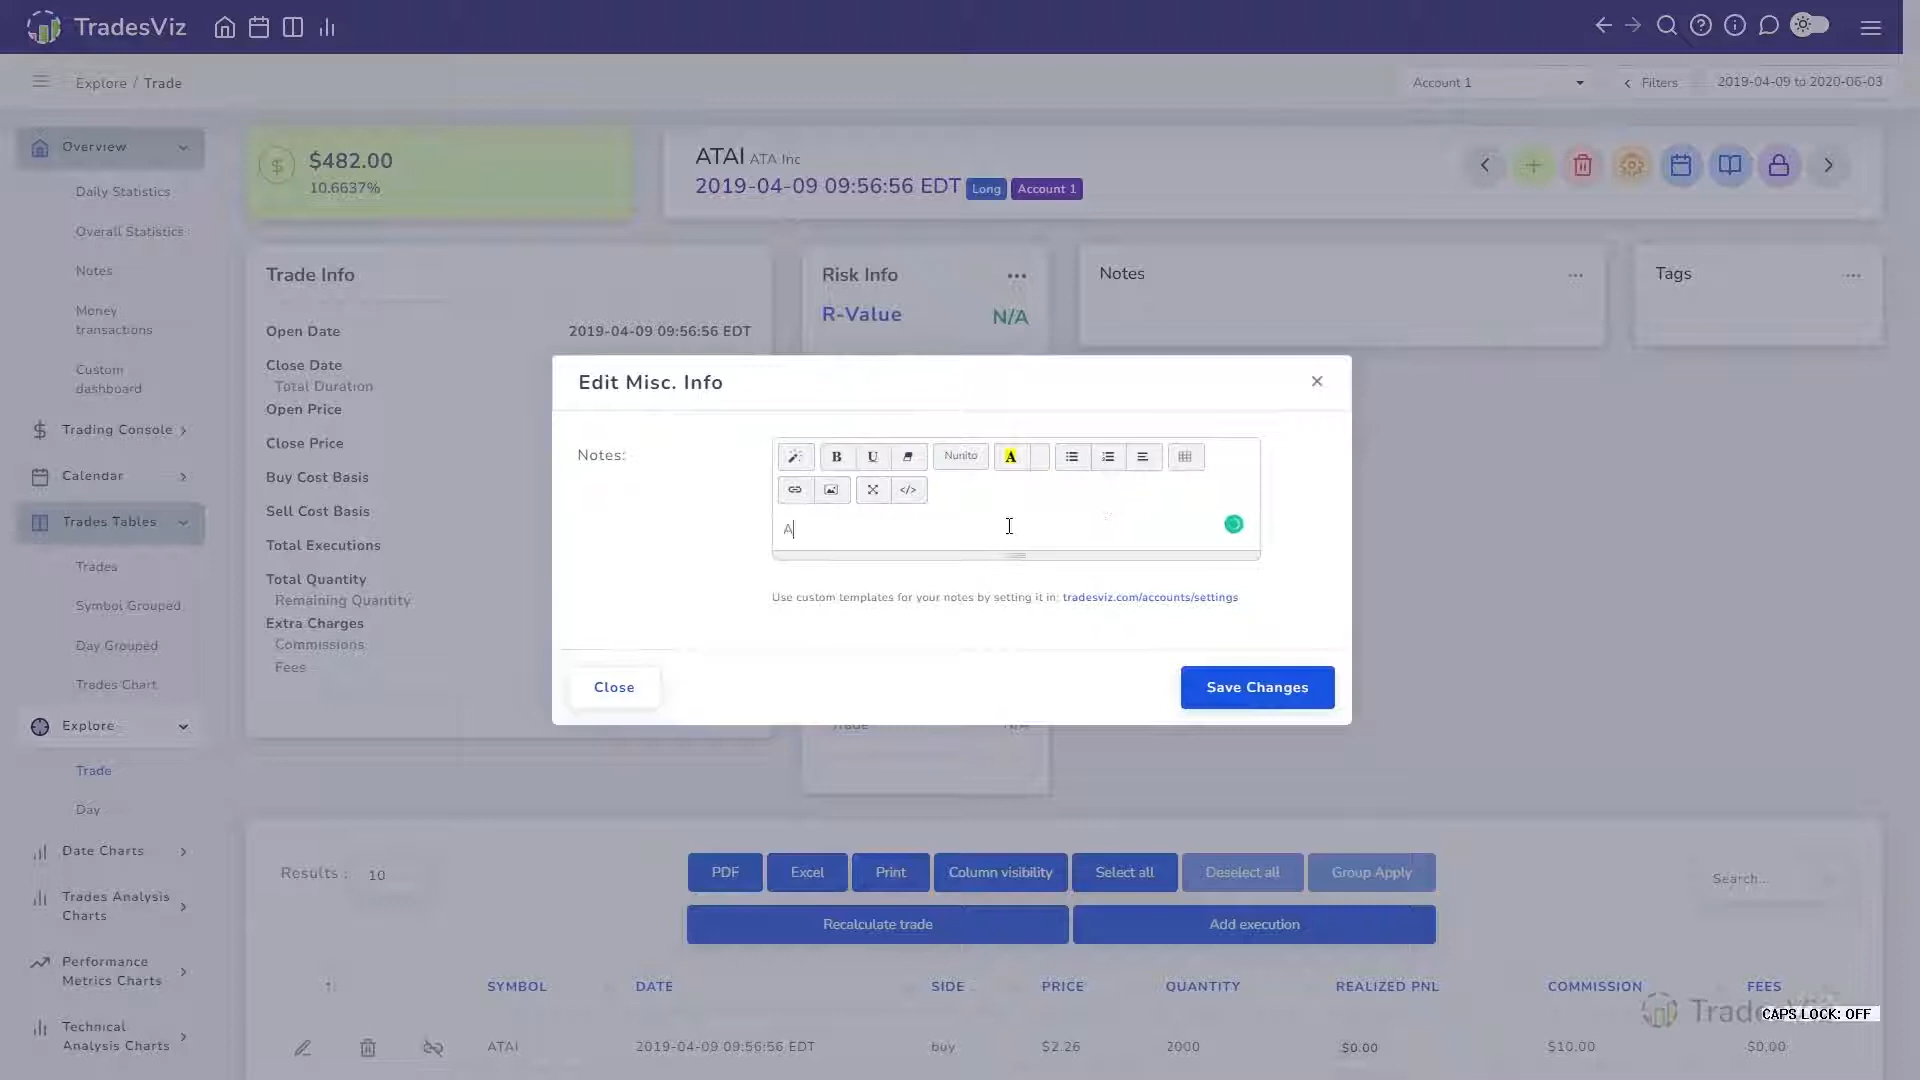 TradesViz
Explore / Trade
Account 1
Filters
2019-04-09 to 2020-06-03
Overview
Daily Statistics
Overall Statistics
Notes
Money
transactions
Custom
dashboard
Trading Console
Calendar
Trades Tables
Trades
Symbol Grouped
Day Grouped
Trades Chart
Explore
Trade
Day
Date Charts
Trades Analysis
Charts
Performance
Metrics Charts
Technical
Analysis Charts
$482.00
10.6637%
ATAI ATA Inc
2019-04-09 09:56:56 EDT Long Account 1
Trade Info
Open Date 2019-04-09 09:56:56 EDT
Close Date
Total Duration
Open Price
Close Price
Buy Cost Basis
Sell Cost Basis
Total Executions
Total Quantity
Remaining Quantity
Extra Charges
Commissions
Fees
Risk Info
R-Value N/A
Trade N/A
Notes
Tags
Edit Misc. Info
Notes:
B U Nunito A
</>
A
Use custom templates for your notes by setting it in: tradesviz.com/accounts/settings
Close
Save Changes
Results : 10
PDF Excel Print Column visibility Select all Deselect all Group Apply
Recalculate trade Add execution
Search...
SYMBOL DATE SIDE PRICE QUANTITY REALIZED PNL COMMISSION FEES
ATAI 2019-04-09 09:56:56 EDT buy $2.26 2000 $0.00 $10.00 $0.00
CAPS LOCK: OFF